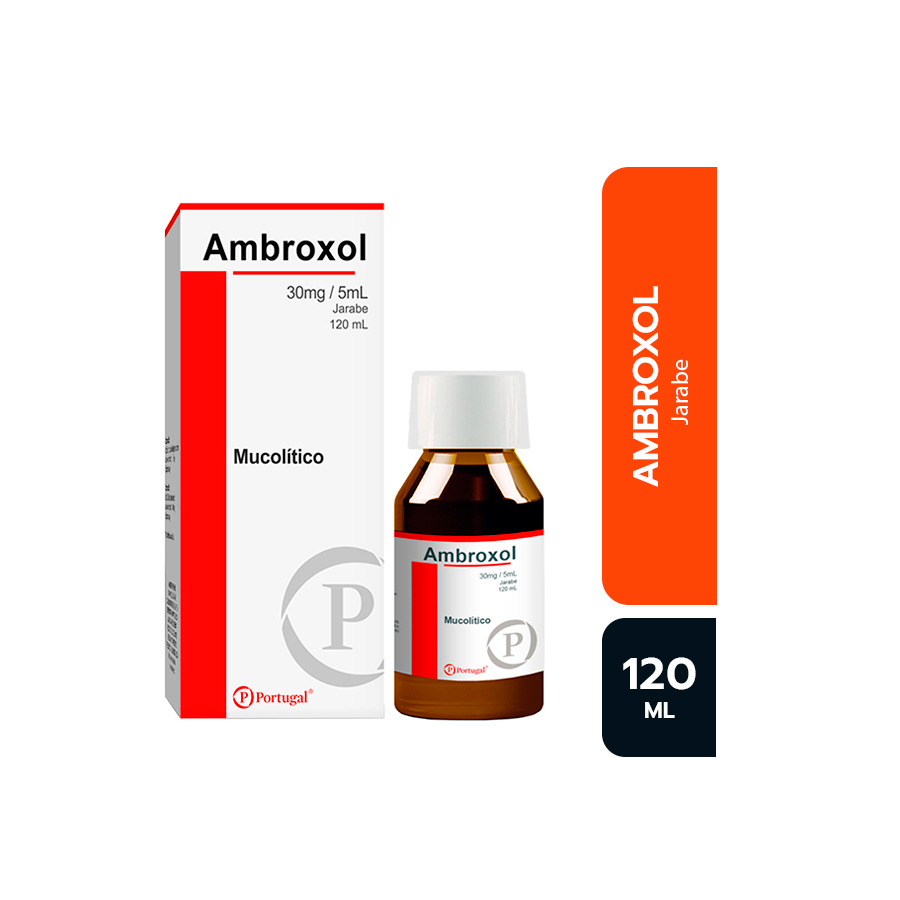 Ambroxol
30mg / 5mL
Jarabe
120 mL
Mucolítico
P
P Portugal®
Ambroxol
30mg / 5mL
Jarabe
120 mL
Mucolítico
P
P Portugal®
AMBROXOL
Jarabe
120
ML